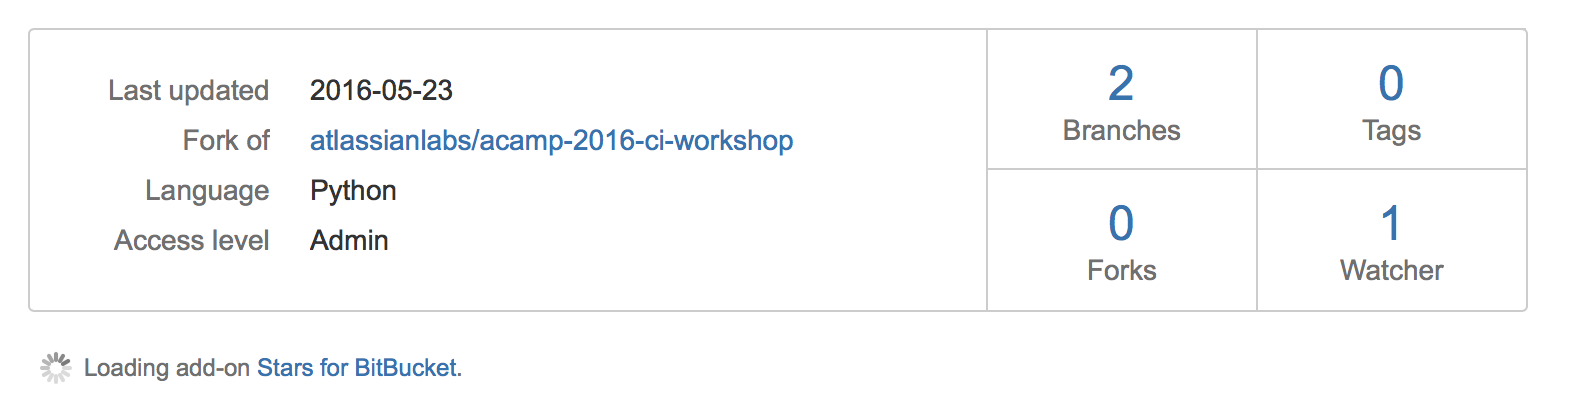 Last updated 2016-05-23
Fork of atlassianlabs/acamp-2016-ci-workshop
Language Python
Access level Admin
2
Branches
0
Tags
0
Forks
1
Watcher
Loading add-on Stars for BitBucket.